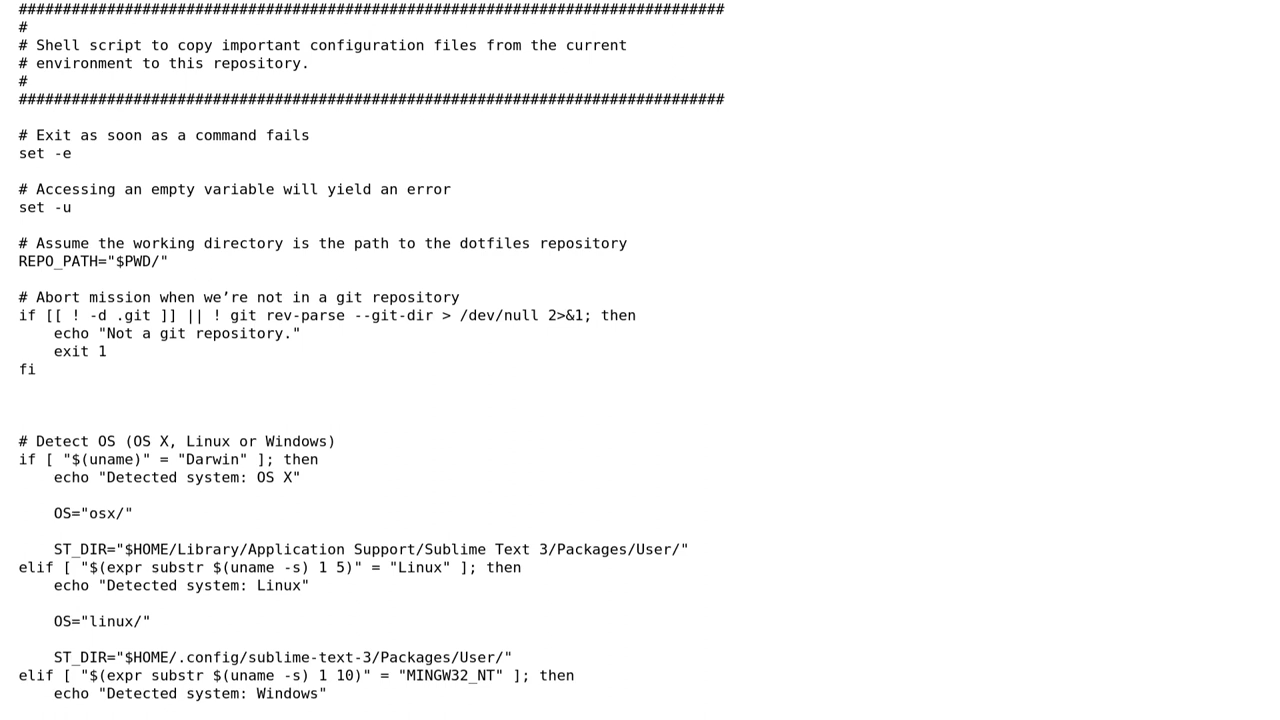 ################################################################################
#
# Shell script to copy important configuration files from the current
# environment to this repository.
#
################################################################################

# Exit as soon as a command fails
set -e

# Accessing an empty variable will yield an error
set -u

# Assume the working directory is the path to the dotfiles repository
REPO_PATH="$PWD/"

# Abort mission when we’re not in a git repository
if [[ ! -d .git ]] || ! git rev-parse --git-dir > /dev/null 2>&1; then
    echo "Not a git repository."
    exit 1
fi



# Detect OS (OS X, Linux or Windows)
if [ "$(uname)" = "Darwin" ]; then
    echo "Detected system: OS X"

    OS="osx/"

    ST_DIR="$HOME/Library/Application Support/Sublime Text 3/Packages/User/"
elif [ "$(expr substr $(uname -s) 1 5)" = "Linux" ]; then
    echo "Detected system: Linux"

    OS="linux/"

    ST_DIR="$HOME/.config/sublime-text-3/Packages/User/"
elif [ "$(expr substr $(uname -s) 1 10)" = "MINGW32_NT" ]; then
    echo "Detected system: Windows"